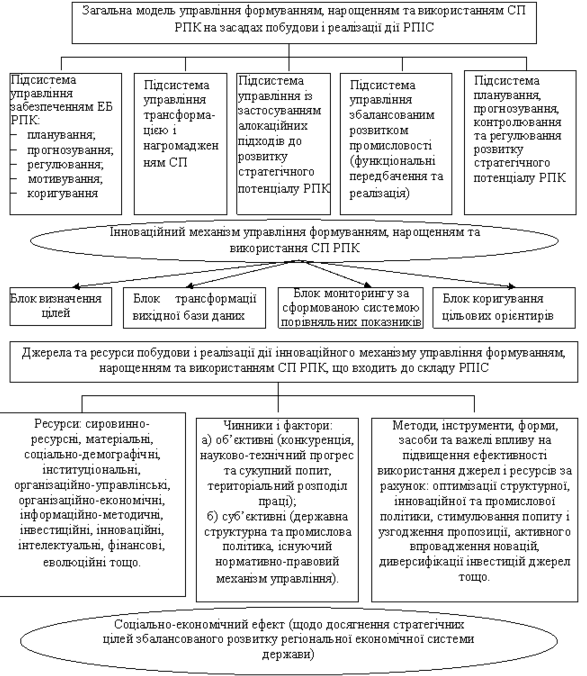 Загальна модель управління формуванням, нарощенням та використанням СП
РПК на засадах побудови і реалізації дії РПІС
Підсистема
управління
забезпеченням ЕБ
РПК:
– планування;
– прогнозування;
– регулювання;
– мотивування;
– коригування
Підсистема
управління
трансформа-
цією і
нагромаджен
ням СП
Підсистема
управління із
застосуванням
алокаційних
підходів до
розвитку
стратегічного
потенціалу РПК
Підсистема
управління
збалансованим
розвитком
промисловості
(функціональні
передбачення та
реалізація)
Підсистема
планування,
прогнозування,
контролювання
та регулювання
розвитку
стратегічного
потенціалу РПК
Інноваційний механізм управління формуванням, нарощенням та
використання СП РПК
Блок визначення
цілей
Блок трансформації
вихідної бази даних
Блок моніторингу за
сформованою системою
порівняльних показників
Блок коригування
цільових орієнтирів
Джерела та ресурси побудови і реалізації дії інноваційного механізму управління формуванням,
нарощенням та використанням СП РПК, що входить до складу РПІС
Ресурси: сировинно-
ресурсні, матеріальні,
соціально-демографічні,
інституціональні,
організаційно-управлінські,
організаційно-економічні,
інформаційно-методичні,
інвестиційні, інноваційні,
інтелектуальні, фінансові,
еволюційні тощо.
Чинники і фактори:
а) об’єктивні (конкуренція,
науково-технічний прогрес
та сукупний попит,
територіальний розподіл
праці);
б) суб’єктивні (державна
структурна та промислова
політика, існуючий
нормативно-правовий
механізм управління).
Методи, інструменти, форми,
засоби та важелі впливу на
підвищення ефективності
використання джерел і ресурсів за
рахунок: оптимізації структурної,
інноваційної та промислової
політики, стимулювання попиту і
узгодження пропозиції, активного
впровадження новацій,
диверсифікації інвестицій джерел
тощо.
Соціально-економічний ефект (щодо досягнення стратегічних
цілей збалансованого розвитку регіональної економічної системи
держави)